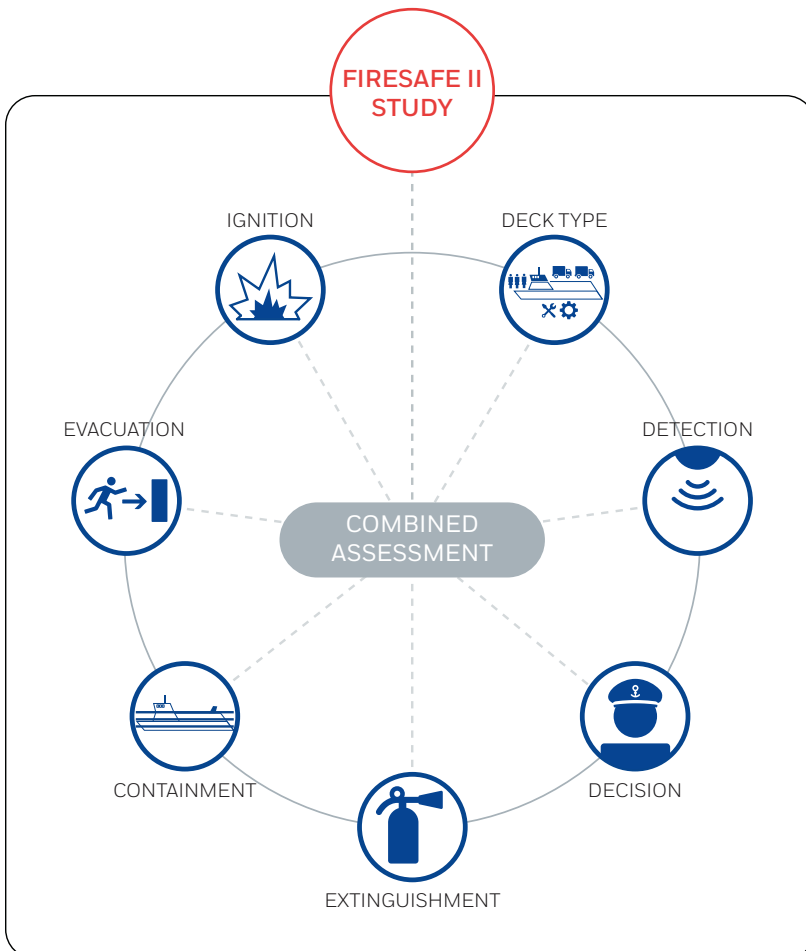 FIRESAFE II
STUDY
IGNITION
DECK TYPE
EVACUATION
DETECTION
COMBINED
ASSESSMENT
CONTAINMENT
DECISION
EXTINGUISHMENT